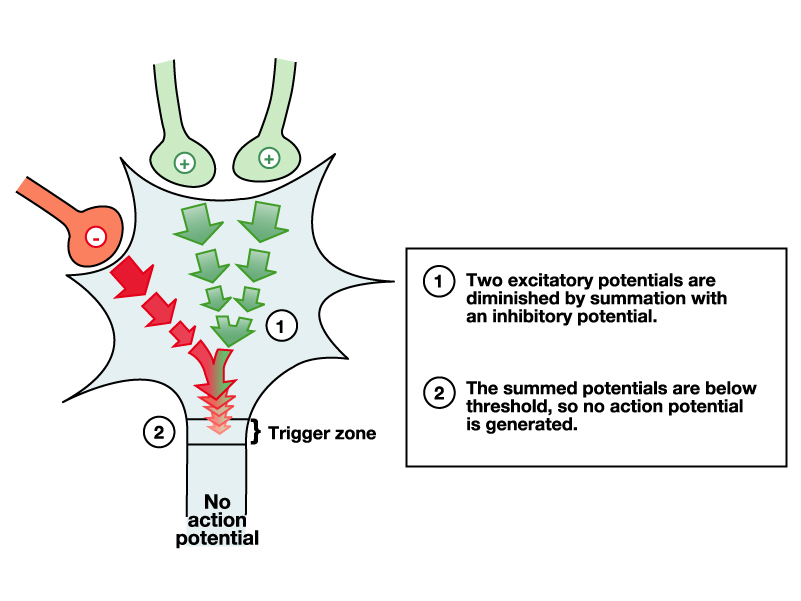 +
+
-
1
2
Trigger zone
No
action
potential
1
Two excitatory potentials are
diminished by summation with
an inhibitory potential.
2
The summed potentials are below
threshold, so no action potential
is generated.